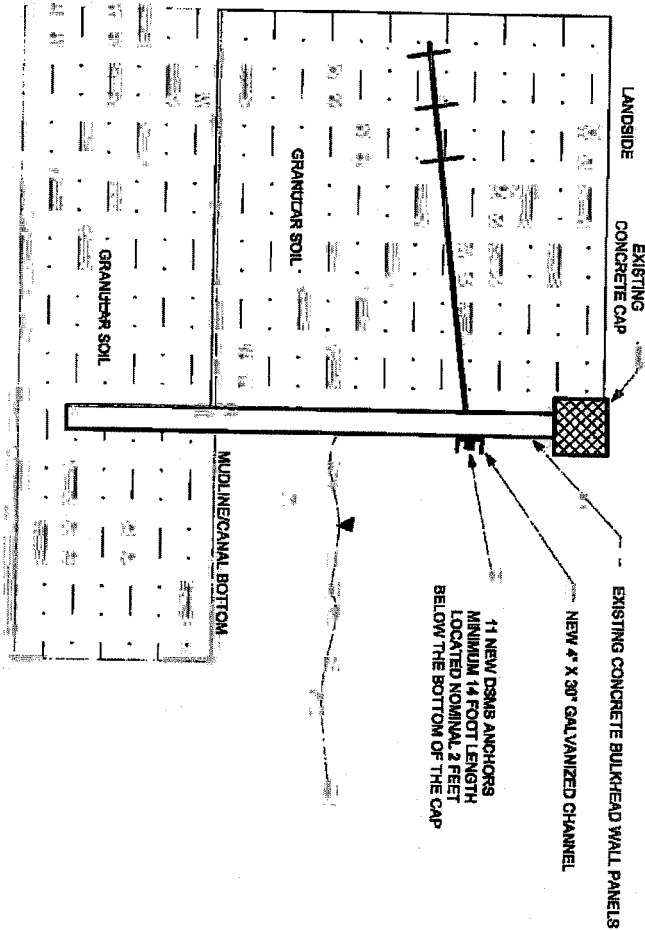 LANDSIDE
EXISTING
CONCRETE CAP
EXISTING CONCRETE BULKHEAD WALL PANELS
NEW 4" X 30" GALVANIZED CHANNEL
11 NEW DSMB ANCHORS
MINIMUM 14 FOOT LENGTH
LOCATED NOMINAL 2 FEET
BELOW THE BOTTOM OF THE CAP
GRANULAR SOIL
MUDLINE/CANAL BOTTOM
GRANULAR SOIL